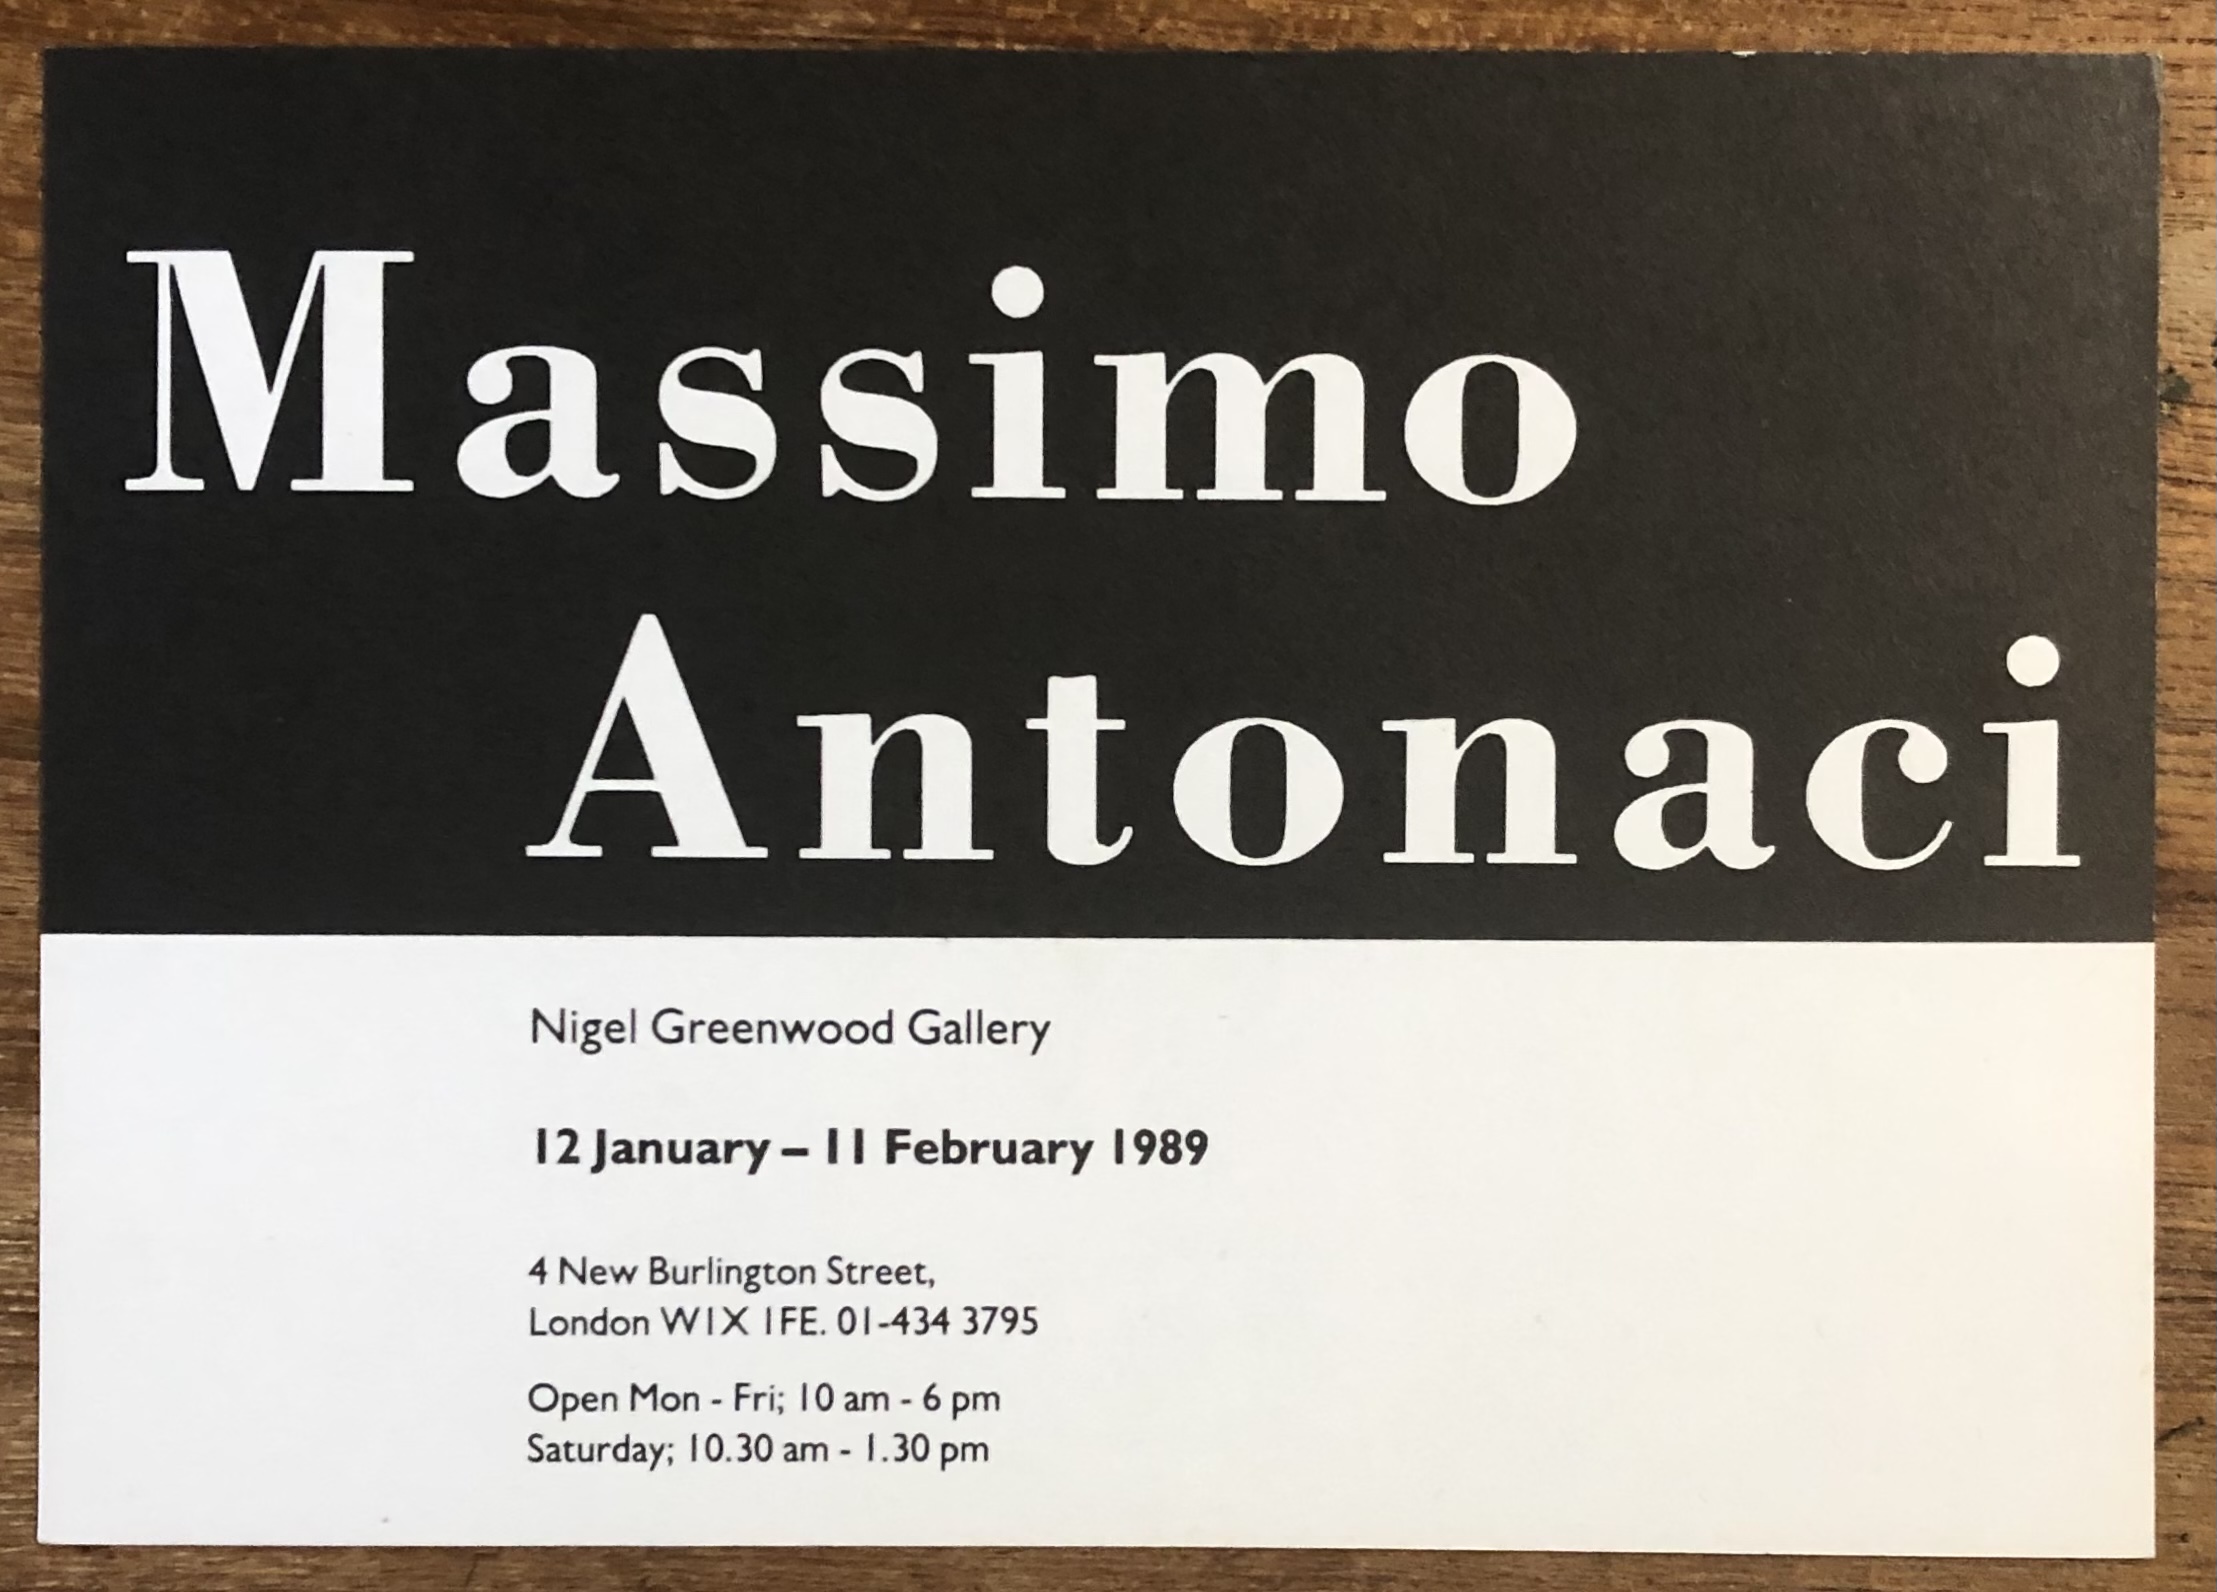 Massimo
Antonaci
Nigel Greenwood Gallery
12 January – 11 February 1989
4 New Burlington Street,
London W1X 1FE. 01-434 3795
Open Mon - Fri; 10 am - 6 pm
Saturday; 10.30 am - 1.30 pm